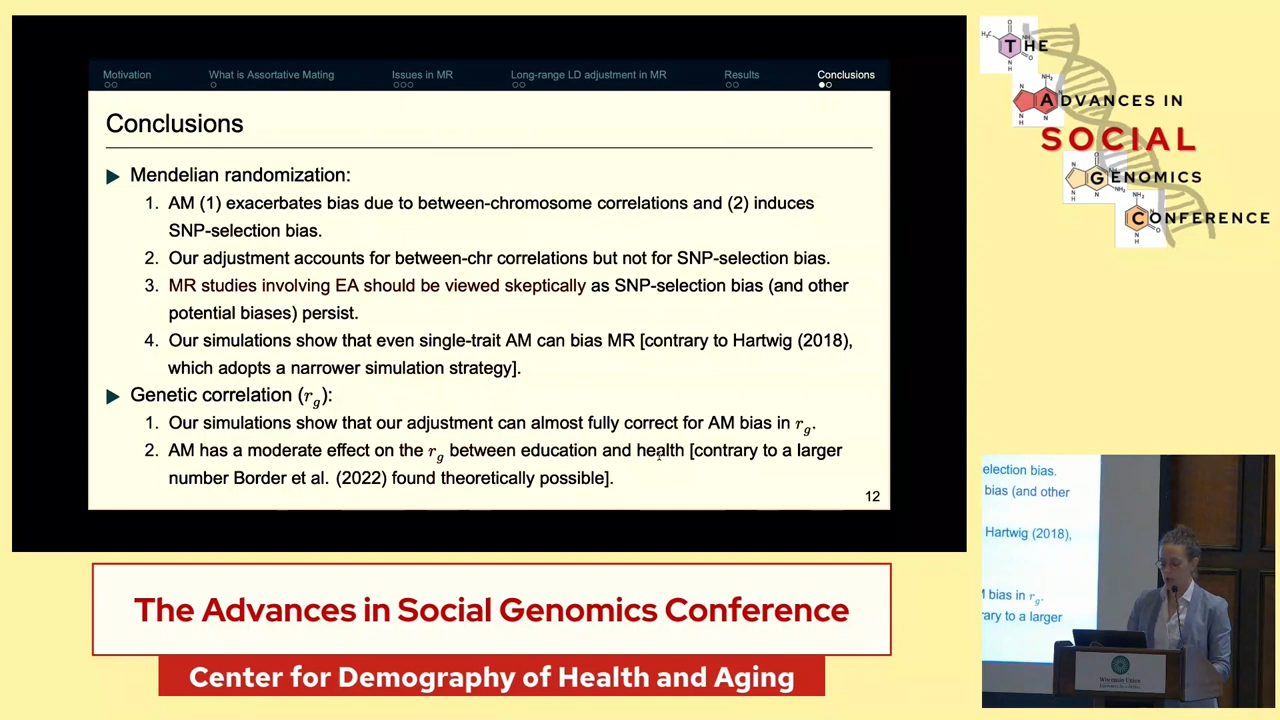 Motivation What is Assortative Mating Issues in MR Long-range LD adjustment in MR Results Conclusions
Conclusions
Mendelian randomization:
1. AM (1) exacerbates bias due to between-chromosome correlations and (2) induces
SNP-selection bias.
2. Our adjustment accounts for between-chr correlations but not for SNP-selection bias.
3. MR studies involving EA should be viewed skeptically as SNP-selection bias (and other
potential biases) persist.
4. Our simulations show that even single-trait AM can bias MR [contrary to Hartwig (2018),
which adopts a narrower simulation strategy].
Genetic correlation (r_g):
1. Our simulations show that our adjustment can almost fully correct for AM bias in r_g.
2. AM has a moderate effect on the r_g between education and health [contrary to a larger
number Border et al. (2022) found theoretically possible].
12
THE
ADVANCES IN
SOCIAL
GENOMICS
CONFERENCE
election bias.
bias (and other
Hartwig (2018),
bias in r_g.
rary to a larger
Wisconsin Union
The Advances in Social Genomics Conference
Center for Demography of Health and Aging